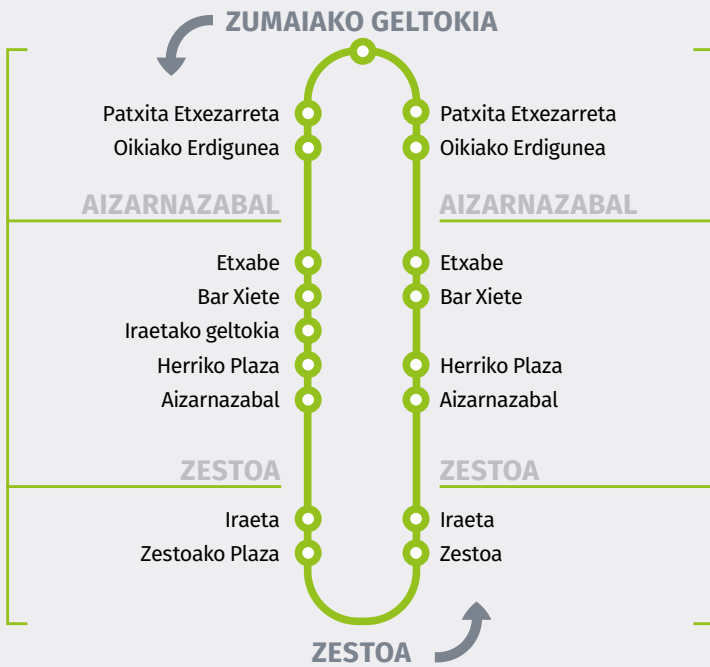 ZUMAIAKO GELTOKIA
Patxita Etxezarreta
Oikiako Erdigunea
AIZARNAZABAL
Etxabe
Bar Xiete
Iraetako geltokia
Herriko Plaza
Aizarnazabal
ZESTOA
Iraeta
Zestoako Plaza
Patxita Etxezarreta
Oikiako Erdigunea
AIZARNAZABAL
Etxabe
Bar Xiete
Herriko Plaza
Aizarnazabal
ZESTOA
Iraeta
Zestoa
ZESTOA